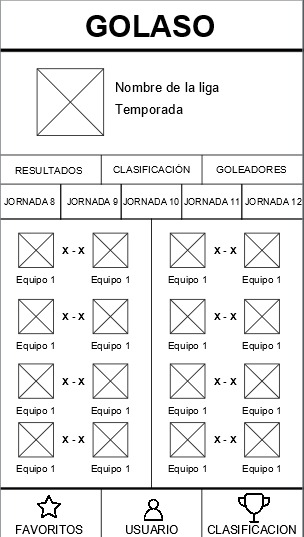 GOLASO
Nombre de la liga
Temporada
RESULTADOS CLASIFICACIÓN GOLEADORES
JORNADA 8 JORNADA 9 JORNADA 10 JORNADA 11 JORNADA 12
X - X X - X
Equipo 1 Equipo 1 Equipo 1 Equipo 1
X - X X - X
Equipo 1 Equipo 1 Equipo 1 Equipo 1
X - X X - X
Equipo 1 Equipo 1 Equipo 1 Equipo 1
X - X X - X
Equipo 1 Equipo 1 Equipo 1 Equipo 1
FAVORITOS USUARIO CLASIFICACION